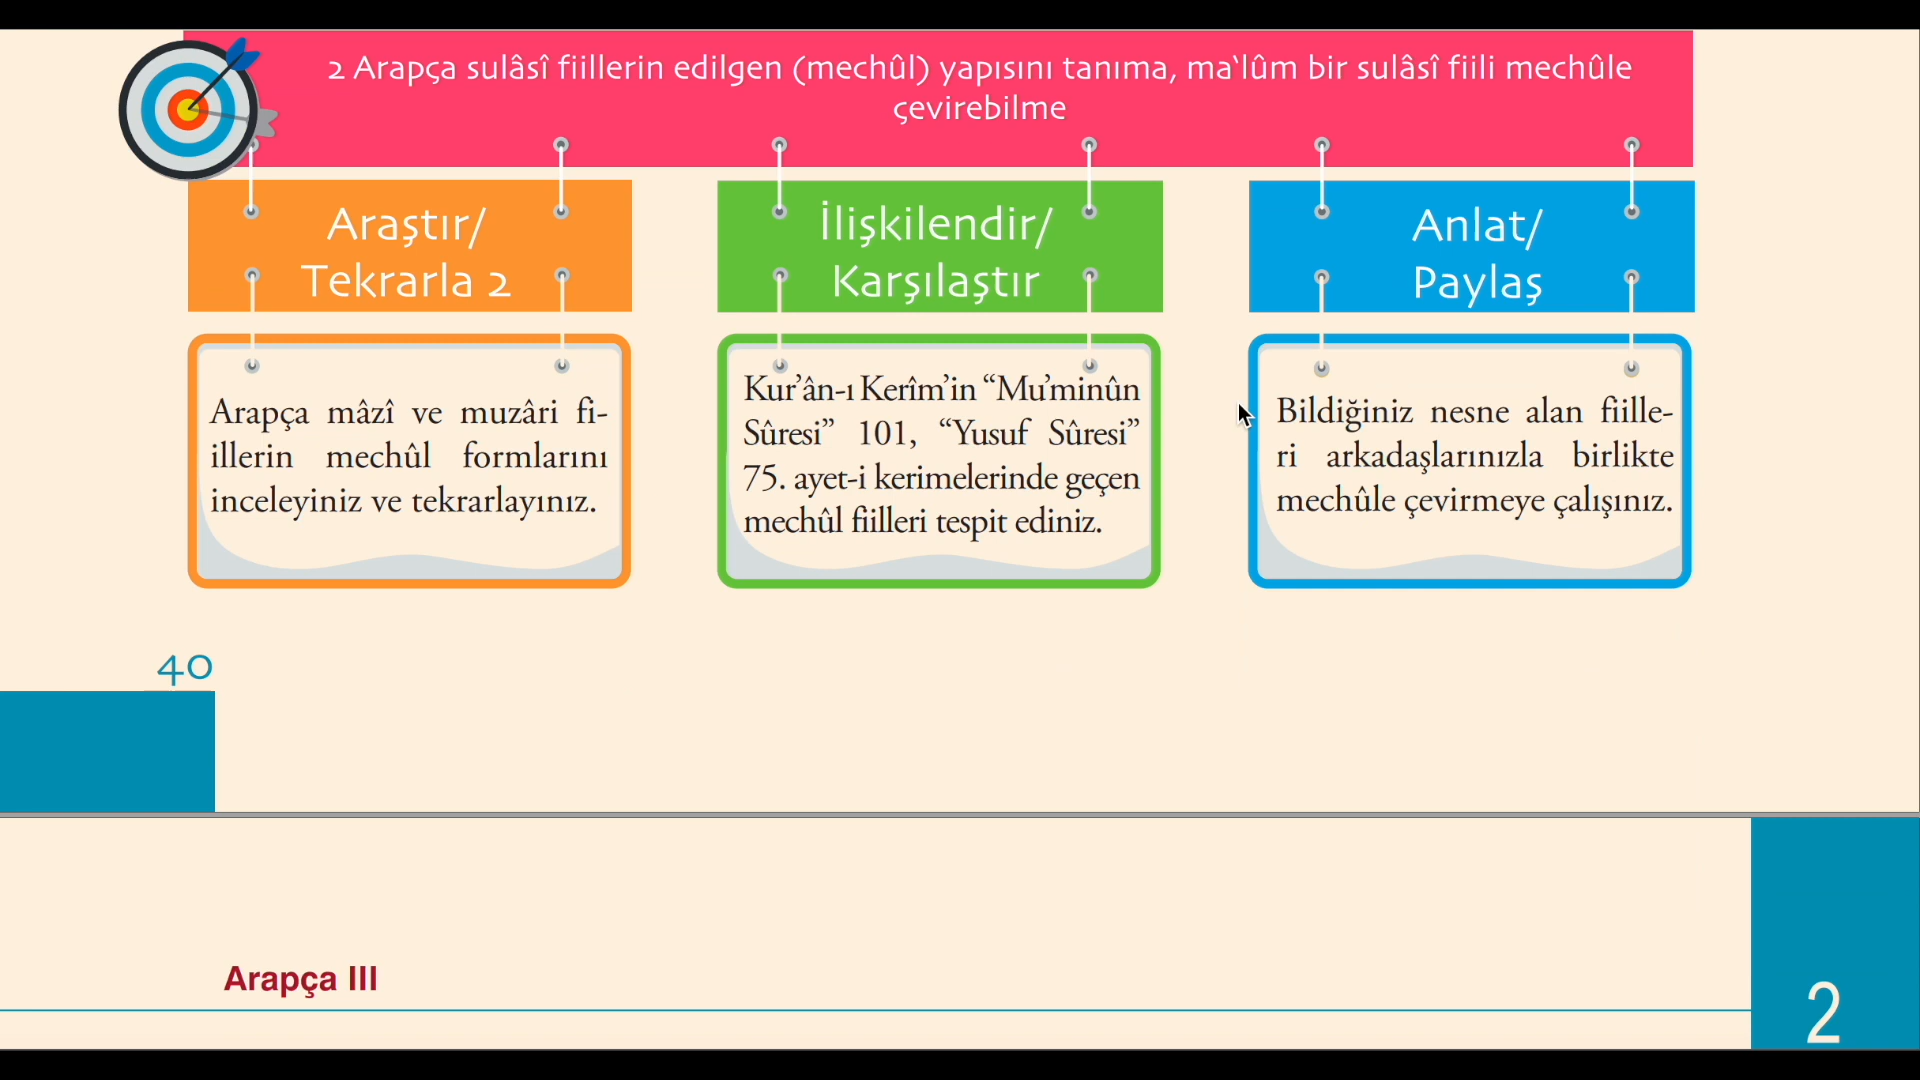 2 Arapça sulâsî fiillerin edilgen (mechûl) yapısını tanıma, ma‘lûm bir sulâsî fiili mechûle
çevirebilme
Araştır/
Tekrarla 2
Arapça mâzî ve muzâri fi-
illerin mechûl formlarını
inceleyiniz ve tekrarlayınız.
İlişkilendir/
Karşılaştır
Kur’ân-ı Kerîm’in “Mu’minûn
Sûresi” 101, “Yusuf Sûresi”
75. ayet-i kerimelerinde geçen
mechûl fiilleri tespit ediniz.
Anlat/
Paylaş
Bildiğiniz nesne alan fiille-
ri arkadaşlarınızla birlikte
mechûle çevirmeye çalışınız.
40
Arapça III
2